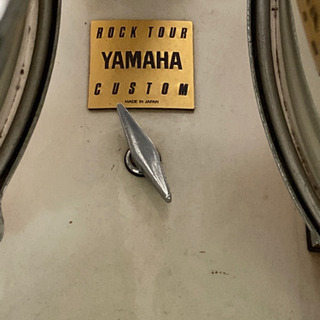 ROCK TOUR
YAMAHA
CUSTOM
MADE IN JAPAN